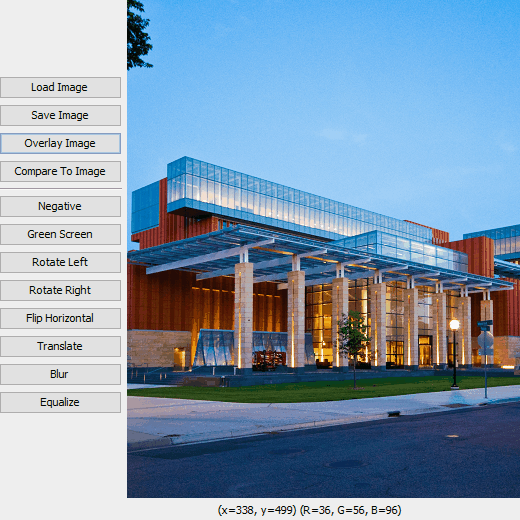 Load Image
Save Image
Overlay Image
Compare To Image
Negative
Green Screen
Rotate Left
Rotate Right
Flip Horizontal
Translate
Blur
Equalize
(x=338, y=499) (R=36, G=56, B=96)